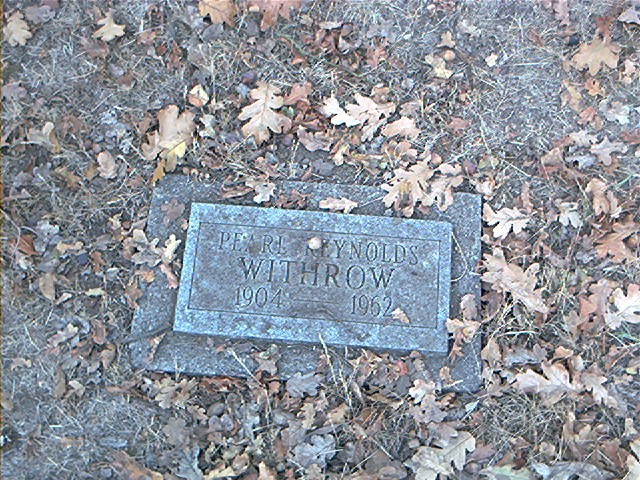 PEARL REYNOLDS
WITHROW
1904 — 1962